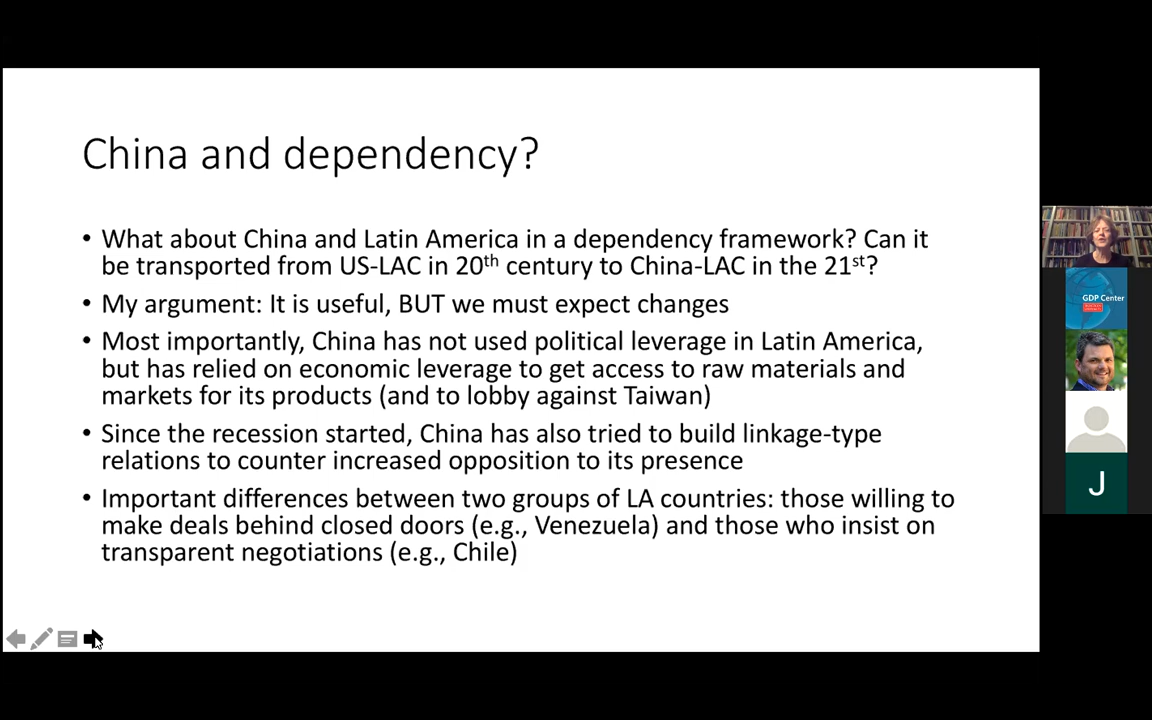 China and dependency?
• What about China and Latin America in a dependency framework? Can it
be transported from US-LAC in 20th century to China-LAC in the 21st?
• My argument: It is useful, BUT we must expect changes
• Most importantly, China has not used political leverage in Latin America,
but has relied on economic leverage to get access to raw materials and
markets for its products (and to lobby against Taiwan)
• Since the recession started, China has also tried to build linkage-type
relations to counter increased opposition to its presence
• Important differences between two groups of LA countries: those willing to
make deals behind closed doors (e.g., Venezuela) and those who insist on
transparent negotiations (e.g., Chile)
GDP Center
J